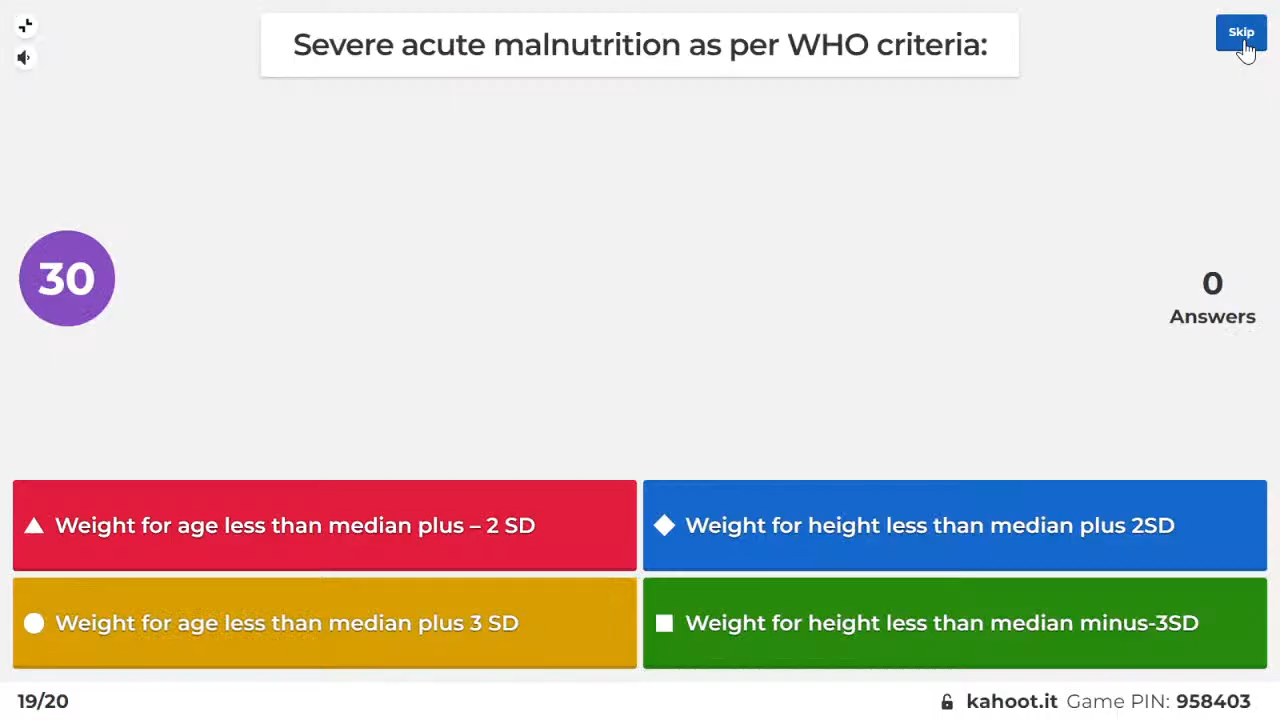 Severe acute malnutrition as per WHO criteria:
Skip
30
0
Answers
Weight for age less than median plus – 2 SD
Weight for height less than median plus 2SD
Weight for age less than median plus 3 SD
Weight for height less than median minus-3SD
19/20
kahoot.it Game PIN: 958403